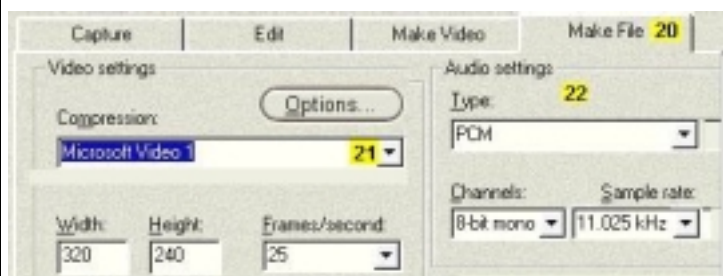 Capture Edit Make Video Make File 20
Video settings
Compression: Options...
Microsoft Video 1 21
Width: Height: Frames/second:
320 240 25
Audio settings
Type: 22
PCM
Channels: Sample rate:
8-bit mono 11.025 kHz